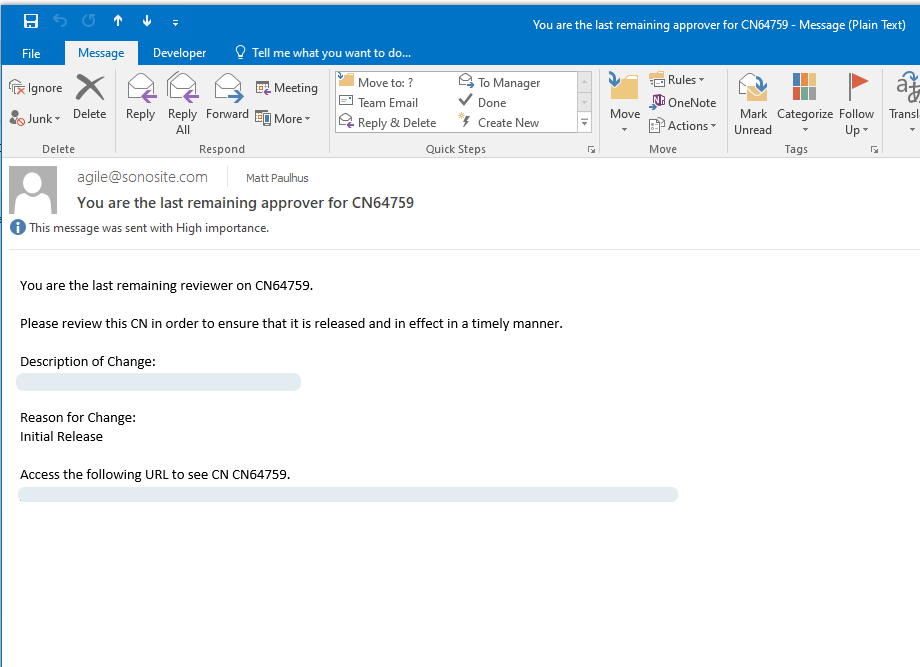 You are the last remaining approver for CN64759 - Message (Plain Text)
File Message Developer Tell me what you want to do...
Ignore
Junk
Delete
Delete
Reply
Reply All
Forward
Meeting
More
Respond
Move to: ?
To Manager
Team Email
Done
Reply & Delete
Create New
Quick Steps
Move
Rules
OneNote
Actions
Move
Mark Unread
Categorize
Follow Up
Tags
agile@sonosite.com Matt Paulhus
You are the last remaining approver for CN64759
This message was sent with High importance.
You are the last remaining reviewer on CN64759.
Please review this CN in order to ensure that it is released and in effect in a timely manner.
Description of Change:
Reason for Change:
Initial Release
Access the following URL to see CN CN64759.